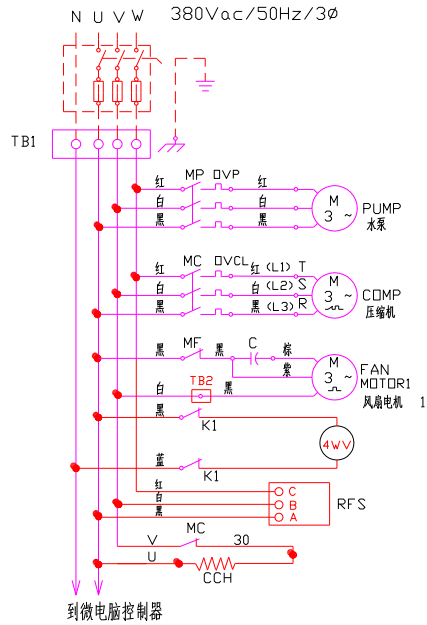 380Vac/50Hz/3Ø
N U V W
TB1
红 MP OVP 红
白 白
黑 黑
M
3 ~
PUMP
水泵
红 MC OVCL 红 (L1) T
白 白 (L2) S
黑 黑 (L3) R
M
3 ~
COMP
压缩机
黑 MF 黑 C 棕
紫
M
3 ~
FAN
MOTOR1
风扇电机 1
白 TB2 黑
黑 K1
4WV
蓝 K1
红 C
白 B
黑 A
RFS
V MC 30
U CCH
到微电脑控制器